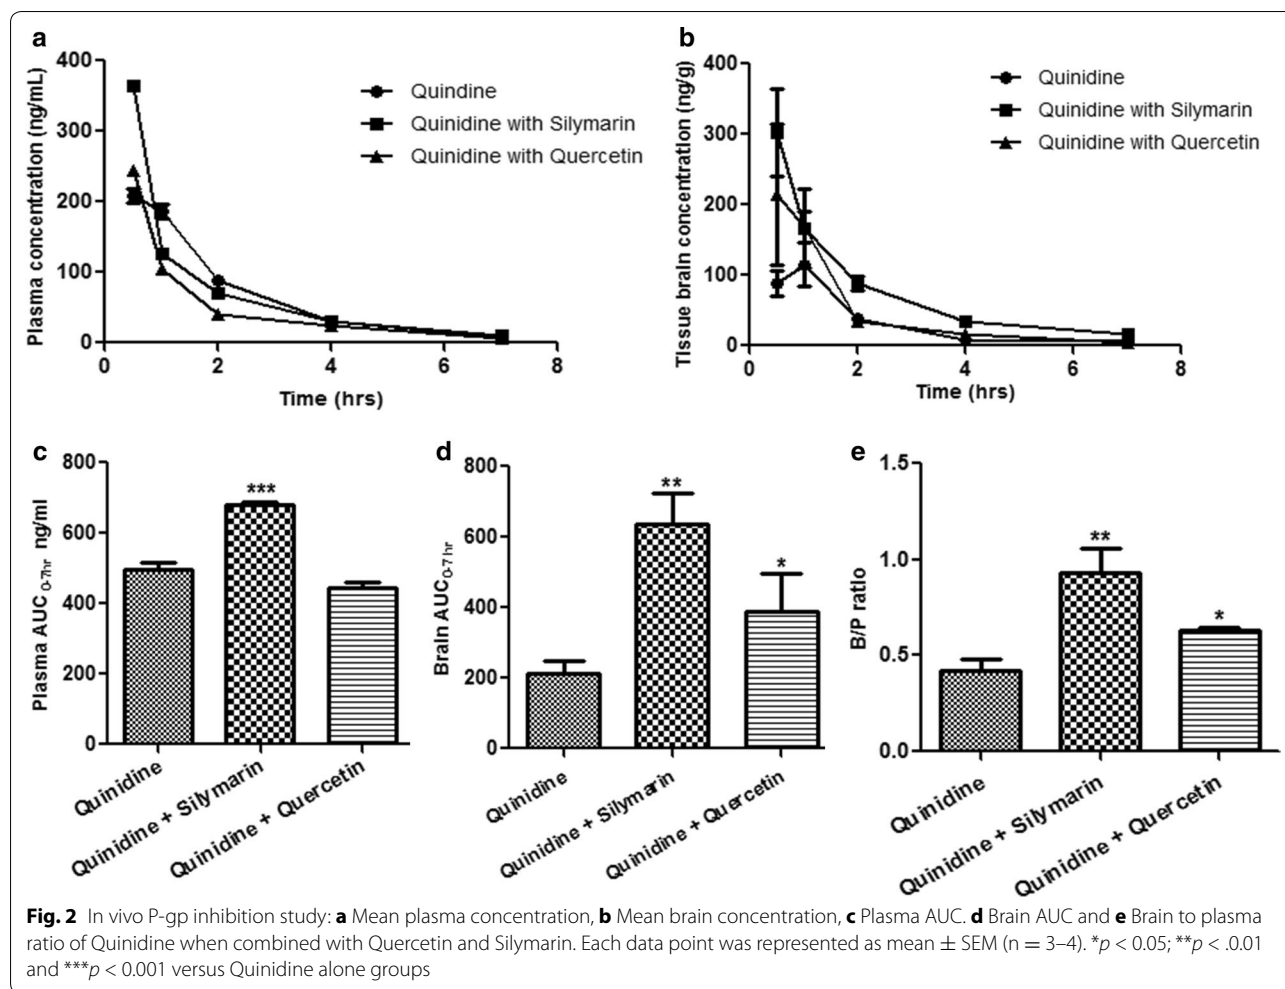 a
Plasma concentration (ng/mL)
400
300
200
100
0
0 2 4 6 8
Time (hrs)
Quindine
Quinidine with Silymarin
Quinidine with Quercetin
b
Tissue brain concentration (ng/g)
400
300
200
100
0
0 2 4 6 8
Time (hrs)
Quinidine
Quinidine with Silymarin
Quinidine with Quercetin
c
Plasma AUC 0-7hr ng/ml
800
600
400
200
0
***
Quinidine
Quinidine + Silymarin
Quinidine + Quercetin
d
Brain AUC 0-7 hr
800
600
400
200
0
**
*
Quinidine
Quinidine + Silymarin
Quinidine + Quercetin
e
B/P ratio
1.5
1.0
0.5
0.0
**
*
Quinidine
Quinidine + Silymarin
Quinidine + Quercetin
Fig. 2 In vivo P-gp inhibition study: a Mean plasma concentration, b Mean brain concentration, c Plasma AUC. d Brain AUC and e Brain to plasma
ratio of Quinidine when combined with Quercetin and Silymarin. Each data point was represented as mean ± SEM (n = 3–4). *p < 0.05; **p < .0.01
and ***p < 0.001 versus Quinidine alone groups